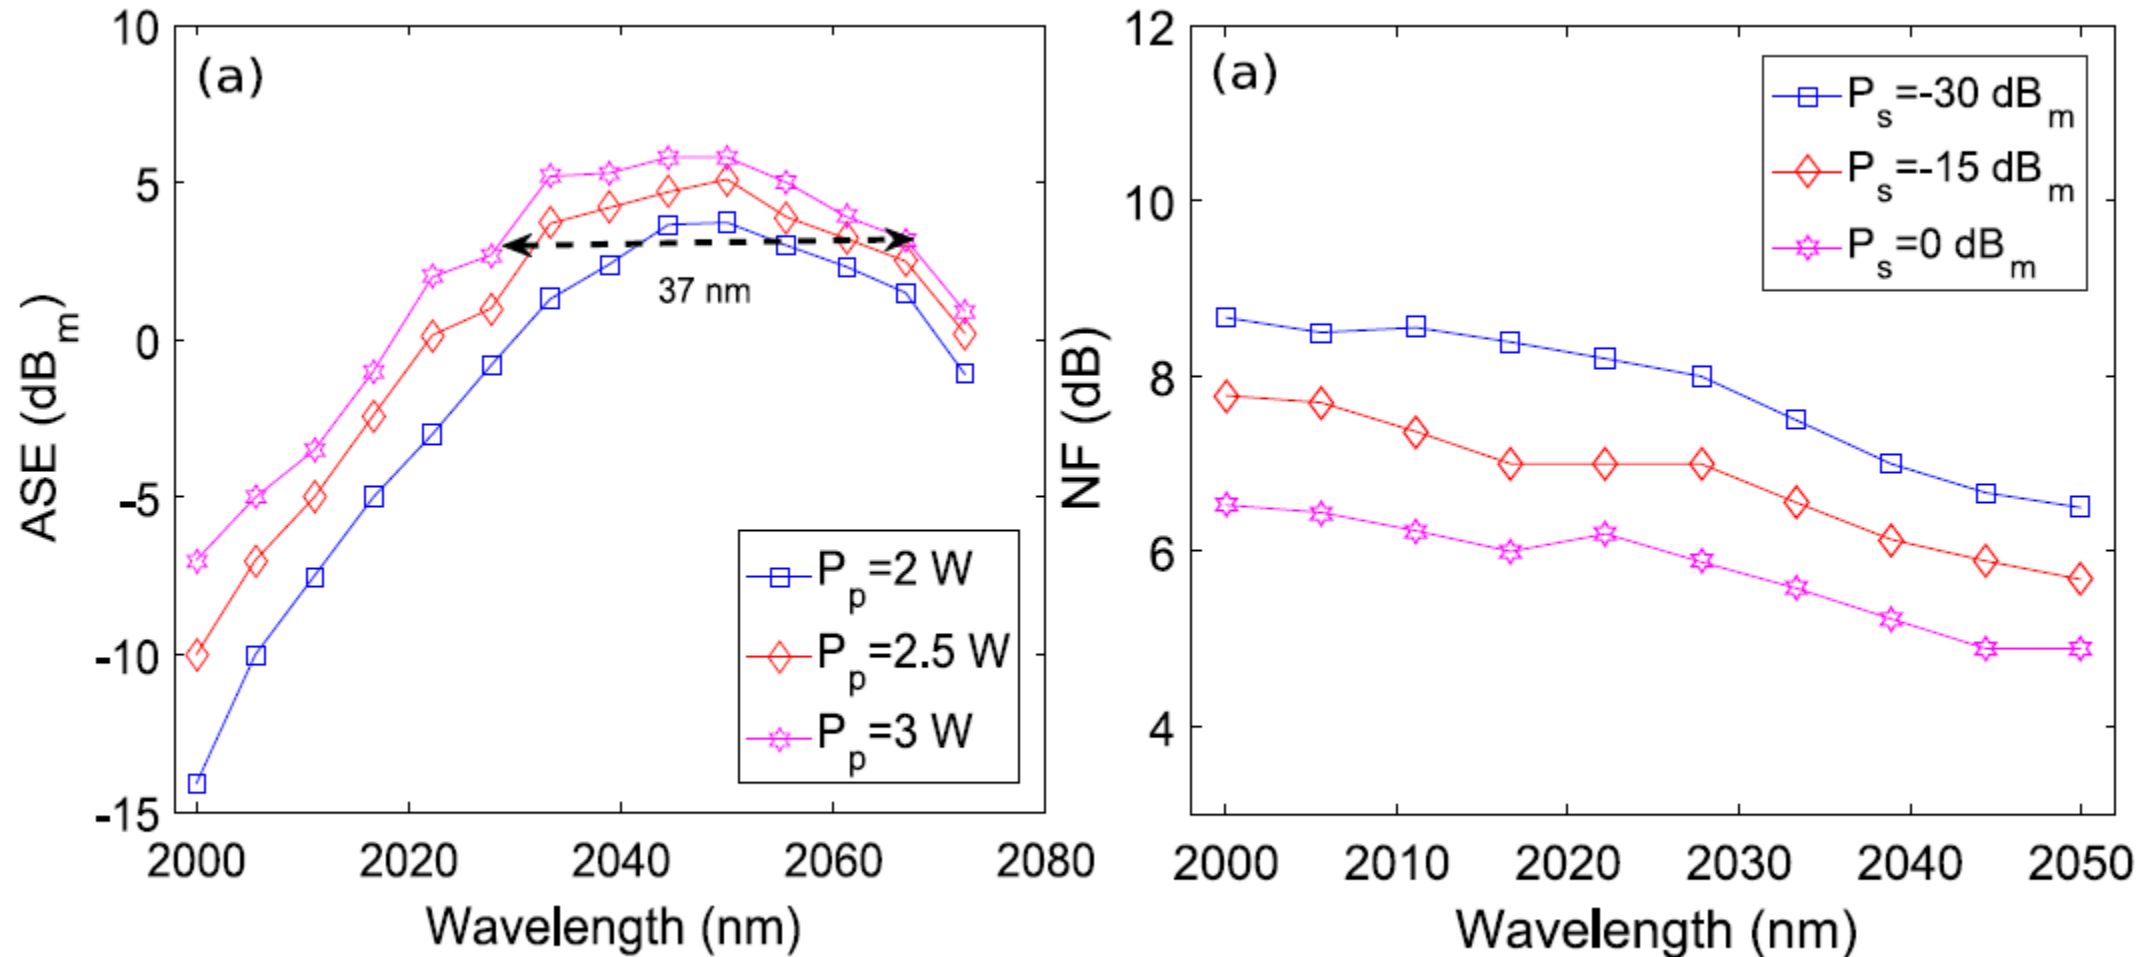 (a)
10
5
0
-5
-10
-15
ASE (dBm)
37 nm
Pp=2 W
Pp=2.5 W
Pp=3 W
2000 2020 2040 2060 2080
Wavelength (nm)
(a)
12
10
8
6
4
NF (dB)
Ps=-30 dBm
Ps=-15 dBm
Ps=0 dBm
2000 2010 2020 2030 2040 2050
Wavelength (nm)